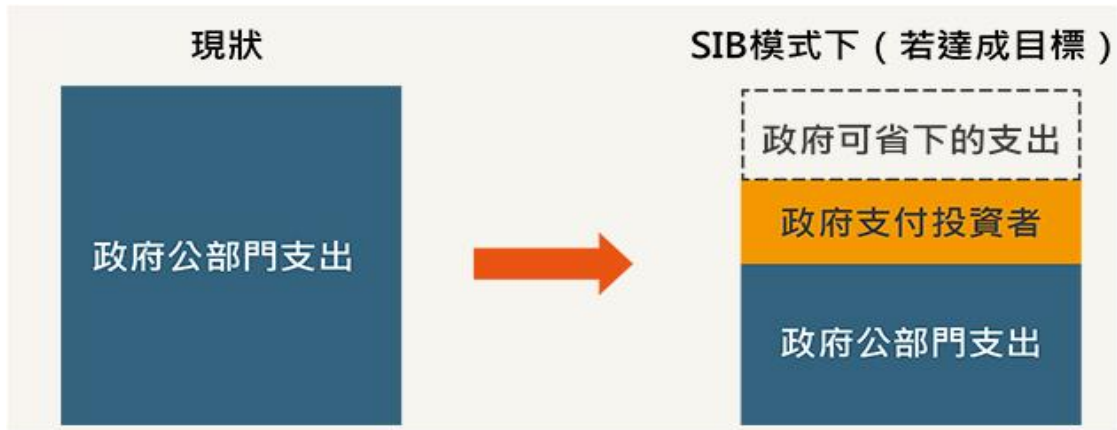 現狀
SIB模式下（若達成目標）
政府公部門支出
政府可省下的支出
政府支付投資者
政府公部門支出